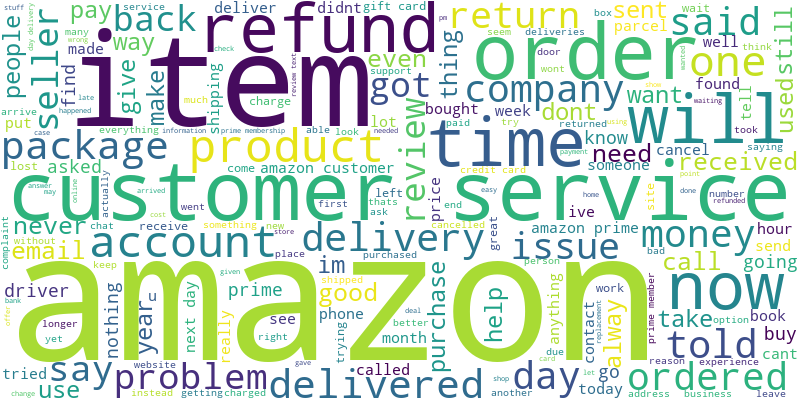 stuff
service
deliver
didnt
gift card
box
wait
seem
think
pay
back
refund
return
sent
order
said
well
still
day delivery
many
wrong
made
way
check
pm
deliveries
parcel
door
wanted
people
seller
find
give
make
item
shipping
support
review text
even
thing
wont
one
arrive
late
happened
much
charge
got
company
found
used
put
everything
information
prime membership
able
look
needed
lot
bought
week
dont
want
tell
took
waiting
case
returned
paid
try
using
will
saying
package
product
review
time
need
know
cancel
someone
received
lost
asked
come
amazon customer
credit card
payment
point
answer
may
online
actually
arrived
customer service
left
thats
price
easy
ive
home
site
done
number
refunded
never
went
cost
something
new
first
ask
end
cancelled
amazon prime
hour
complaint
without
email
chat
receive
store
account
place
delivery
purchased
great
person
issue
money
bad
send
call
going
keep
given
im
amazon
driver
bank
offer
longer
yet
nothing
year
u
next day
prime
really
see
right
shipped
good
phone
deal
better
trying
month
purchase
help
anything
due
contact
replacement
work
alway
prime member
now
take
option
book
buy
told
cant
website
tried
say
problem
gave
called
shop
card
day
let
go
reason
experience
change
use
instead
getting
charged
delivered
another
today
ordered
address
business
leave